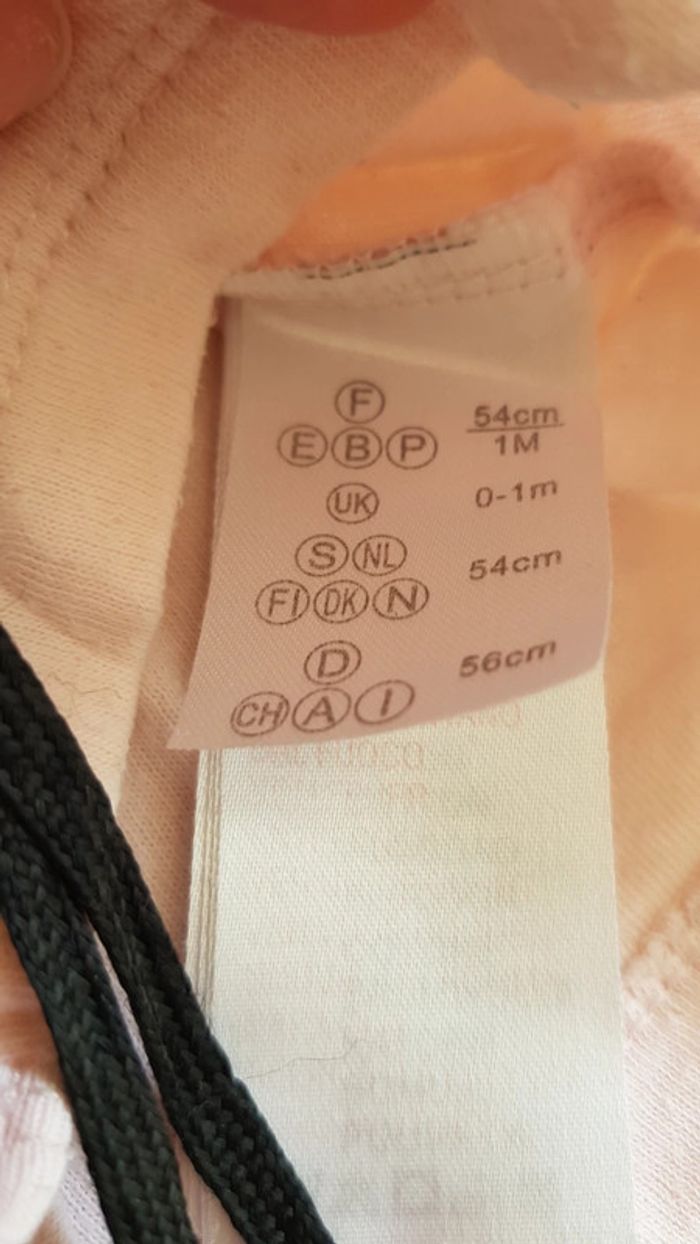 F
E B P 54cm
1M
UK 0-1m
S NL
FI DK N 54cm
D
CH A I 56cm